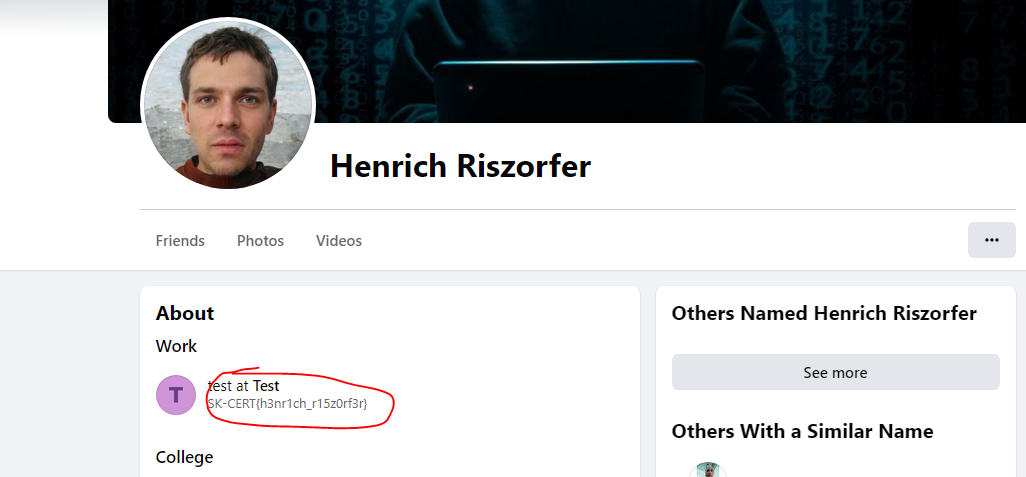 Henrich Riszorfer
Friends Photos Videos
About
Work
T
test at Test
SK-CERT{h3nr1ch_r15z0rf3r}
College
Others Named Henrich Riszorfer
See more
Others With a Similar Name